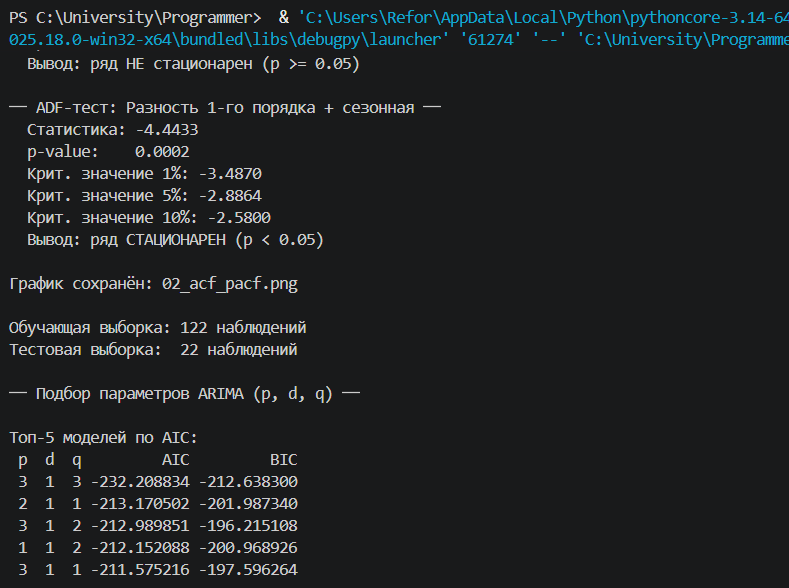 PS C:\University\Programmer>  & 'C:\Users\Refor\AppData\Local\Python\pythoncore-3.14-64
025.18.0-win32-x64\bundled\libs\debugpy\launcher' '61274' '--' 'C:\University\Programme
  Вывод: ряд НЕ стационарен (p >= 0.05)
── ADF-тест: Разность 1-го порядка + сезонная ──
  Статистика: -4.4433
  p-value:    0.0002
  Крит. значение 1%: -3.4870
  Крит. значение 5%: -2.8864
  Крит. значение 10%: -2.5800
  Вывод: ряд СТАЦИОНАРЕН (p < 0.05)
График сохранён: 02_acf_pacf.png
Обучающая выборка: 122 наблюдений
Тестовая выборка:  22 наблюдений
── Подбор параметров ARIMA (p, d, q) ──
Топ-5 моделей по AIC:
 p  d  q         AIC         BIC
 3  1  3 -232.208834 -212.638300
 2  1  1 -213.170502 -201.987340
 3  1  2 -212.989851 -196.215108
 1  1  2 -212.152088 -200.968926
 3  1  1 -211.575216 -197.596264